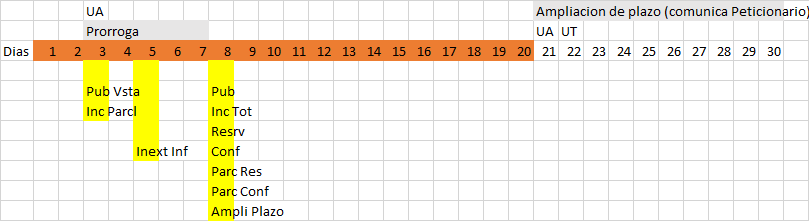 UA Ampliacion de plazo (comunica Peticionario)
Prorroga UA UT
Dias 1 2 3 4 5 6 7 8 9 10 11 12 13 14 15 16 17 18 19 20 21 22 23 24 25 26 27 28 29 30
Pub Vsta Pub
Inc Parcl Inc Tot
Resrv
Inext Inf Conf
Parc Res
Parc Conf
Ampli Plazo